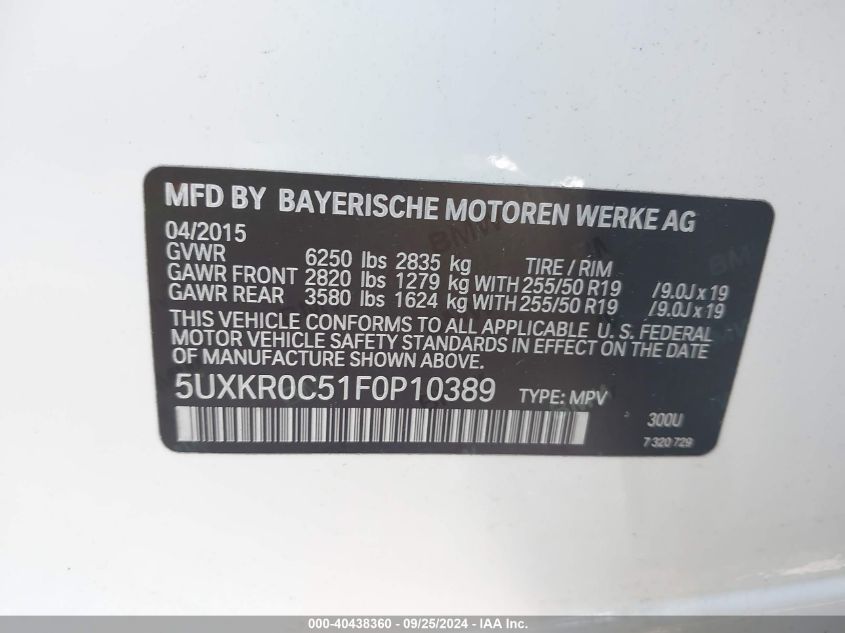 MFD BY BAYERISCHE MOTOREN WERKE AG
04/2015
GVWR 6250 lbs 2835 kg TIRE / RIM
GAWR FRONT 2820 lbs 1279 kg WITH 255/50 R19 /9.0J x 19
GAWR REAR 3580 lbs 1624 kg WITH 255/50 R19 /9.0J x 19
THIS VEHICLE CONFORMS TO ALL APPLICABLE U. S. FEDERAL
MOTOR VEHICLE SAFETY STANDARDS IN EFFECT ON THE DATE
OF MANUFACTURE SHOWN ABOVE.
5UXKR0C51F0P10389 TYPE: MPV
300U
7 320 729
000-40438360 - 09/25/2024 - IAA Inc.